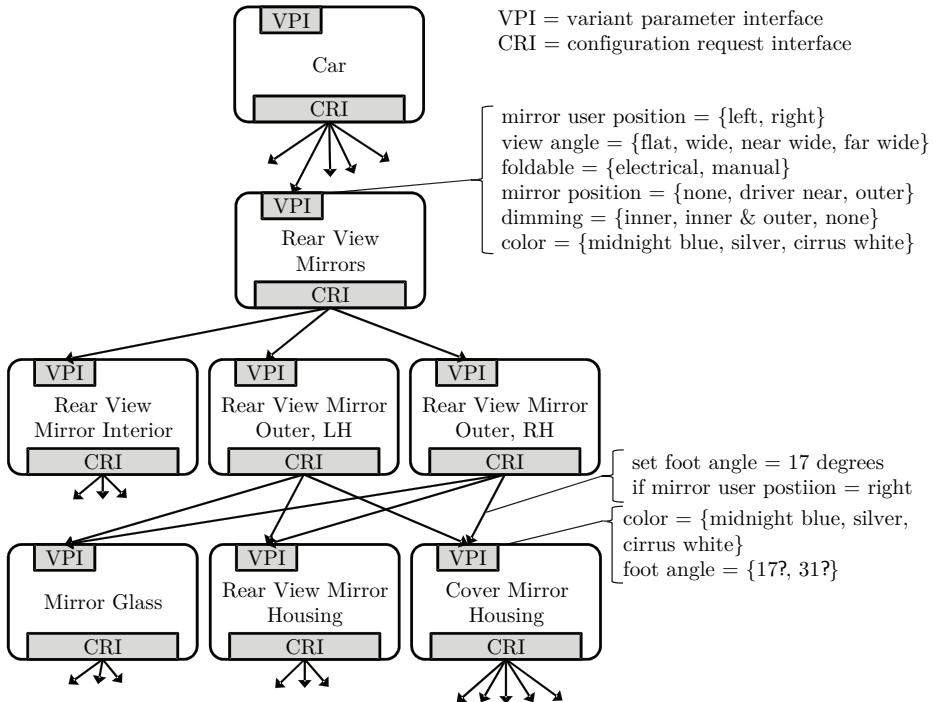 VPI
Car
CRI
VPI = variant parameter interface
CRI = configuration request interface
mirror user position = {left, right}
view angle = {flat, wide, near wide, far wide}
foldable = {electrical, manual}
mirror position = {none, driver near, outer}
dimming = {inner, inner & outer, none}
color = {midnight blue, silver, cirrus white}
VPI
Rear View
Mirrors
CRI
VPI
Rear View
Mirror Interior
CRI
VPI
Rear View Mirror
Outer, LH
CRI
VPI
Rear View Mirror
Outer, RH
CRI
set foot angle = 17 degrees
if mirror user postiion = right
color = {midnight blue, silver,
cirrus white}
foot angle = {17?, 31?}
VPI
Mirror Glass
CRI
VPI
Rear View Mirror
Housing
CRI
VPI
Cover Mirror
Housing
CRI